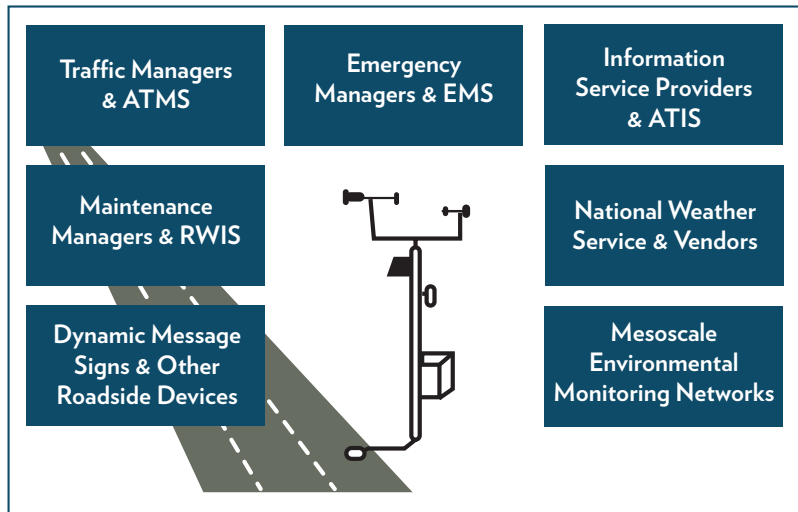 Traffic Managers
& ATMS
Emergency
Managers & EMS
Information
Service Providers
& ATIS
Maintenance
Managers & RWIS
National Weather
Service & Vendors
Dynamic Message
Signs & Other
Roadside Devices
Mesoscale
Environmental
Monitoring Networks